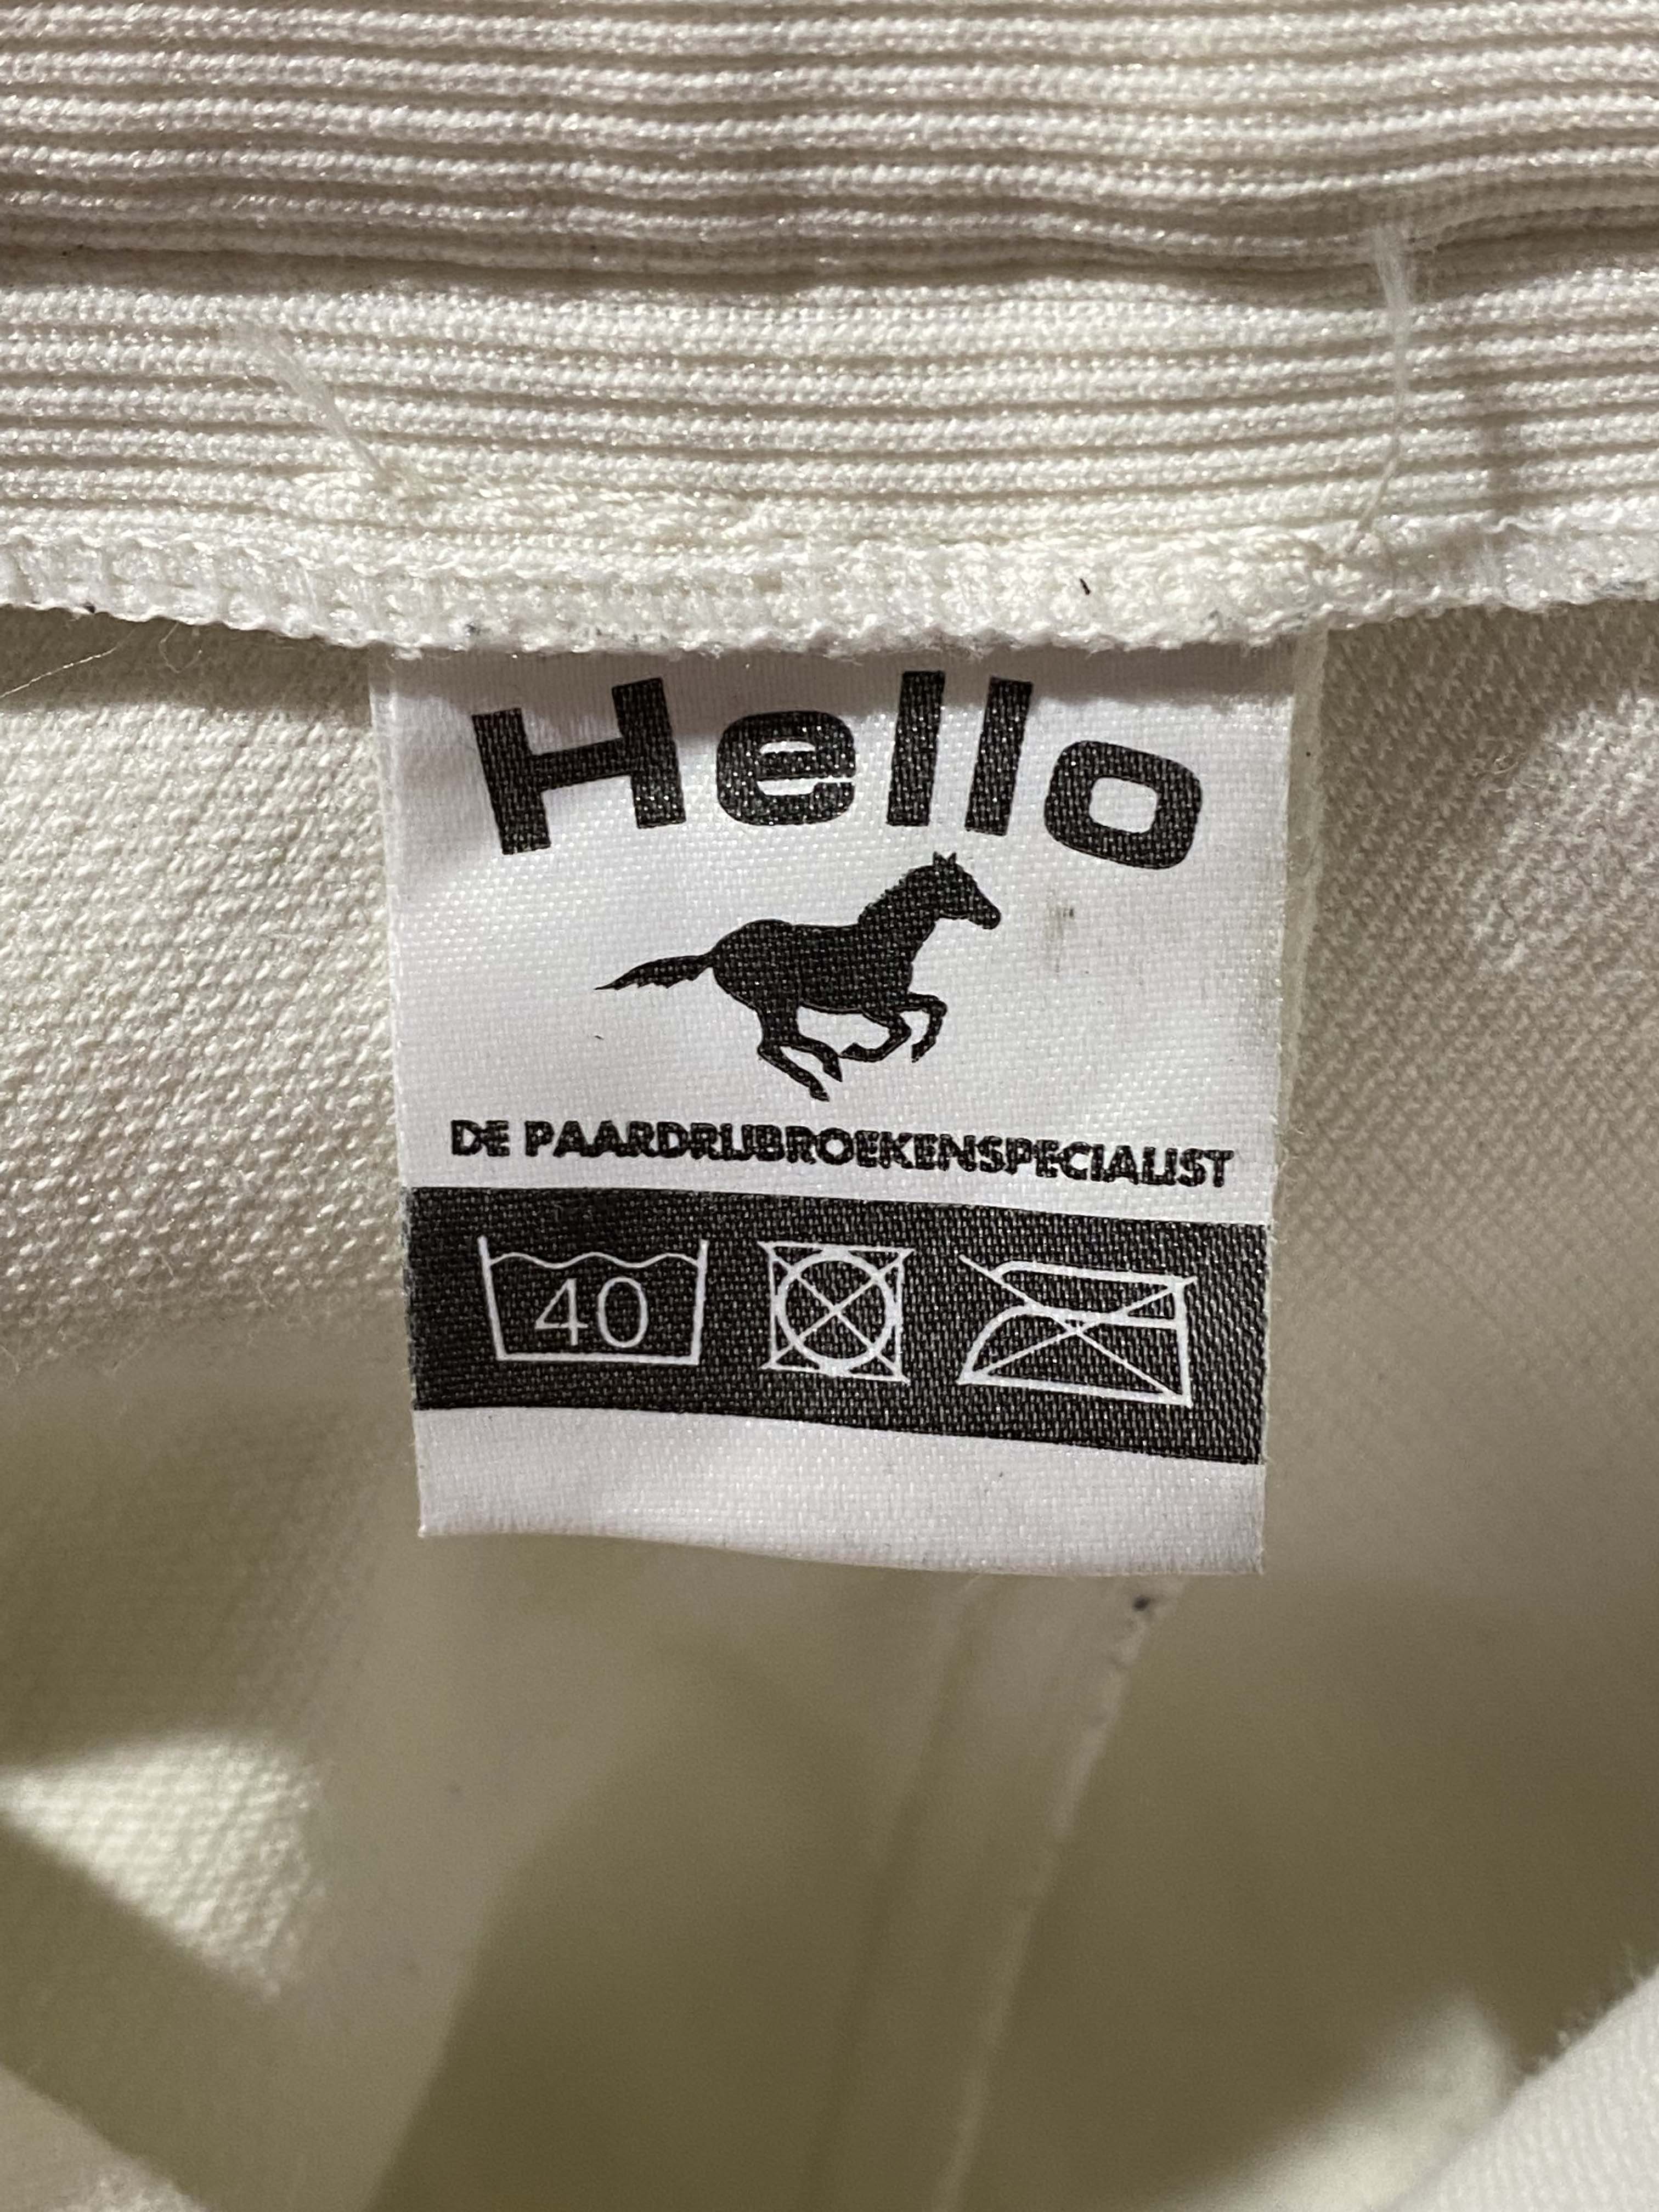 Hello
DE PAARDRIJBROEKENSPECIALIST
40